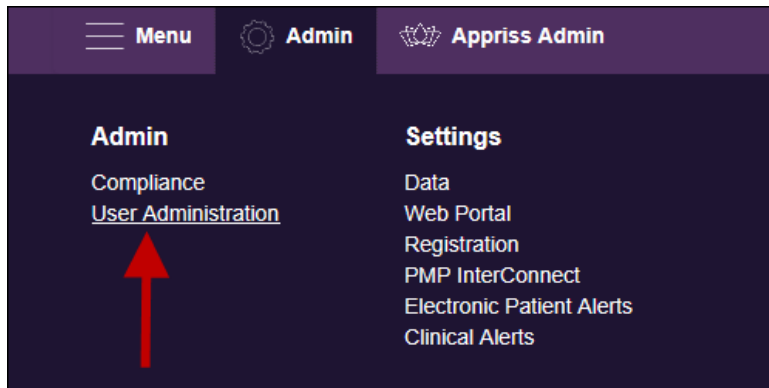 Menu
Admin
Appriss Admin
Admin
Compliance
User Administration
Settings
Data
Web Portal
Registration
PMP InterConnect
Electronic Patient Alerts
Clinical Alerts